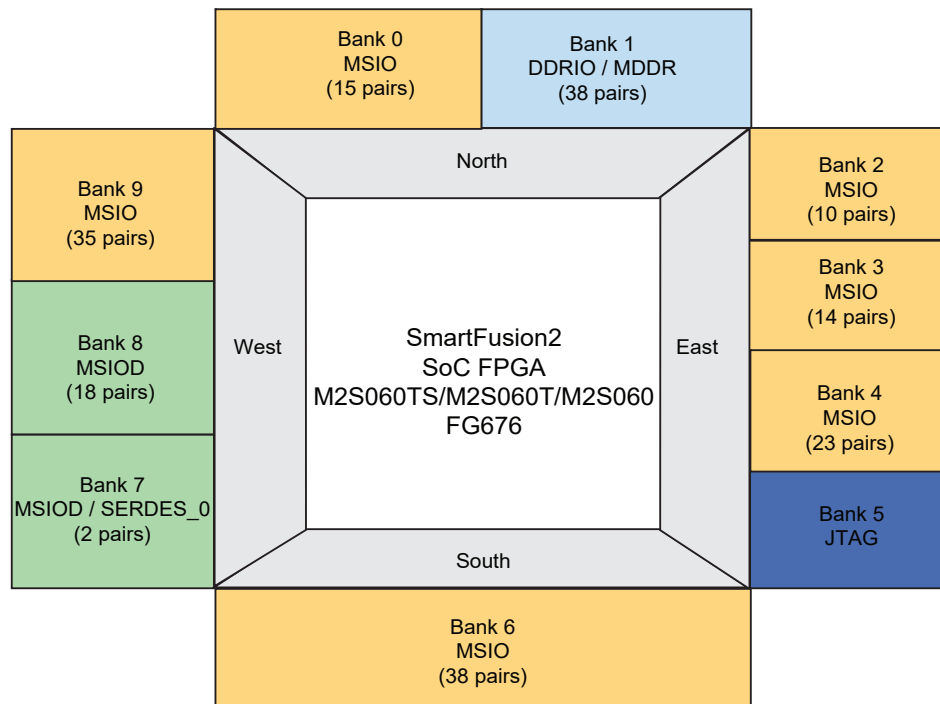 Bank 0
MSIO
(15 pairs)
Bank 1
DDRIO / MDDR
(38 pairs)
North
Bank 9
MSIO
(35 pairs)
Bank 2
MSIO
(10 pairs)
Bank 3
MSIO
(14 pairs)
Bank 8
MSIOD
(18 pairs)
West
SmartFusion2
SoC FPGA
M2S060TS/M2S060T/M2S060
FG676
East
Bank 4
MSIO
(23 pairs)
Bank 7
MSIOD / SERDES_0
(2 pairs)
Bank 5
JTAG
South
Bank 6
MSIO
(38 pairs)